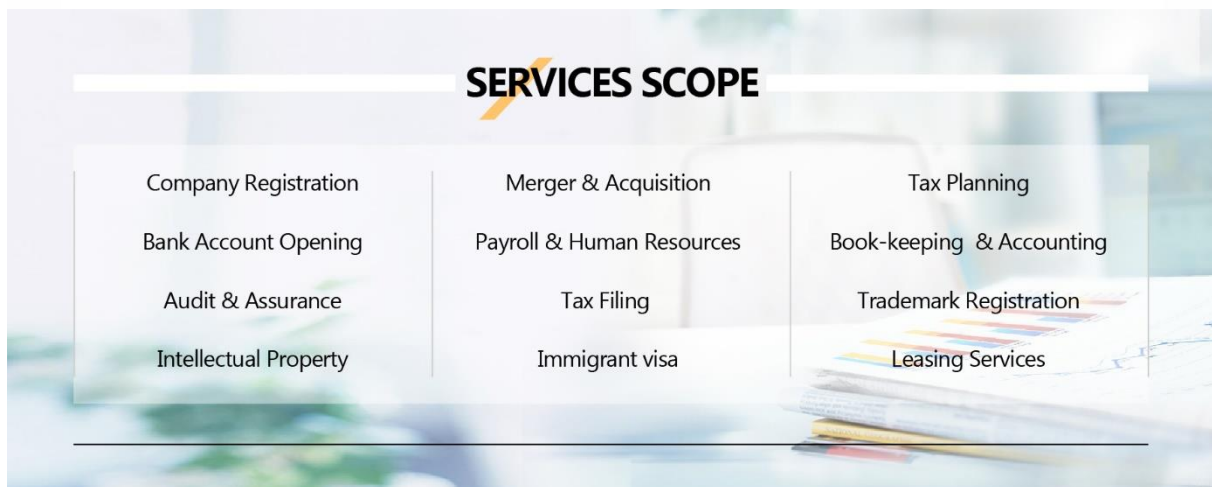 SERVICES SCOPE
Company Registration
Merger & Acquisition
Tax Planning
Bank Account Opening
Payroll & Human Resources
Book-keeping & Accounting
Audit & Assurance
Tax Filing
Trademark Registration
Intellectual Property
Immigrant visa
Leasing Services